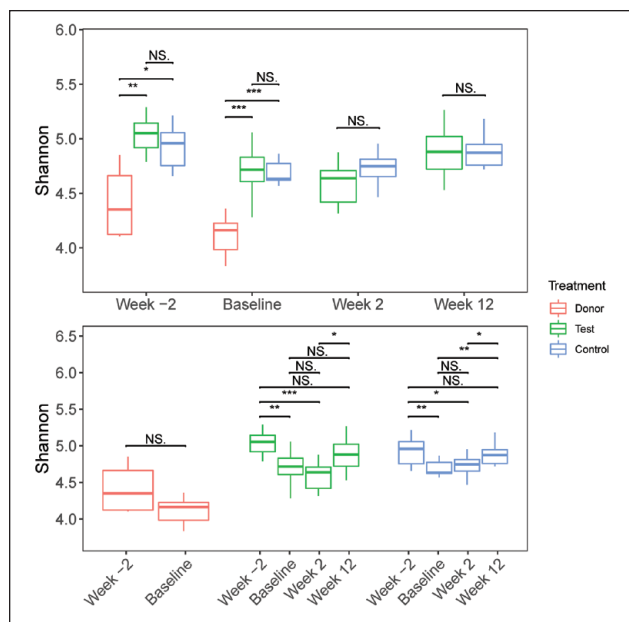 6.0
NS.
NS.
5.5
*
***
NS.
NS.
**
***
Shannon
5.0
4.5
4.0
Week −2
Baseline
Week 2
Week 12
Treatment
Donor
Test
Control
6.5
*
*
NS.
**
6.0
NS.
NS.
NS.
NS.
5.5
***
*
NS.
**
**
Shannon
5.0
4.5
4.0
Week −2
Baseline
Week −2
Baseline
Week 2
Week 12
Week −2
Baseline
Week 2
Week 12